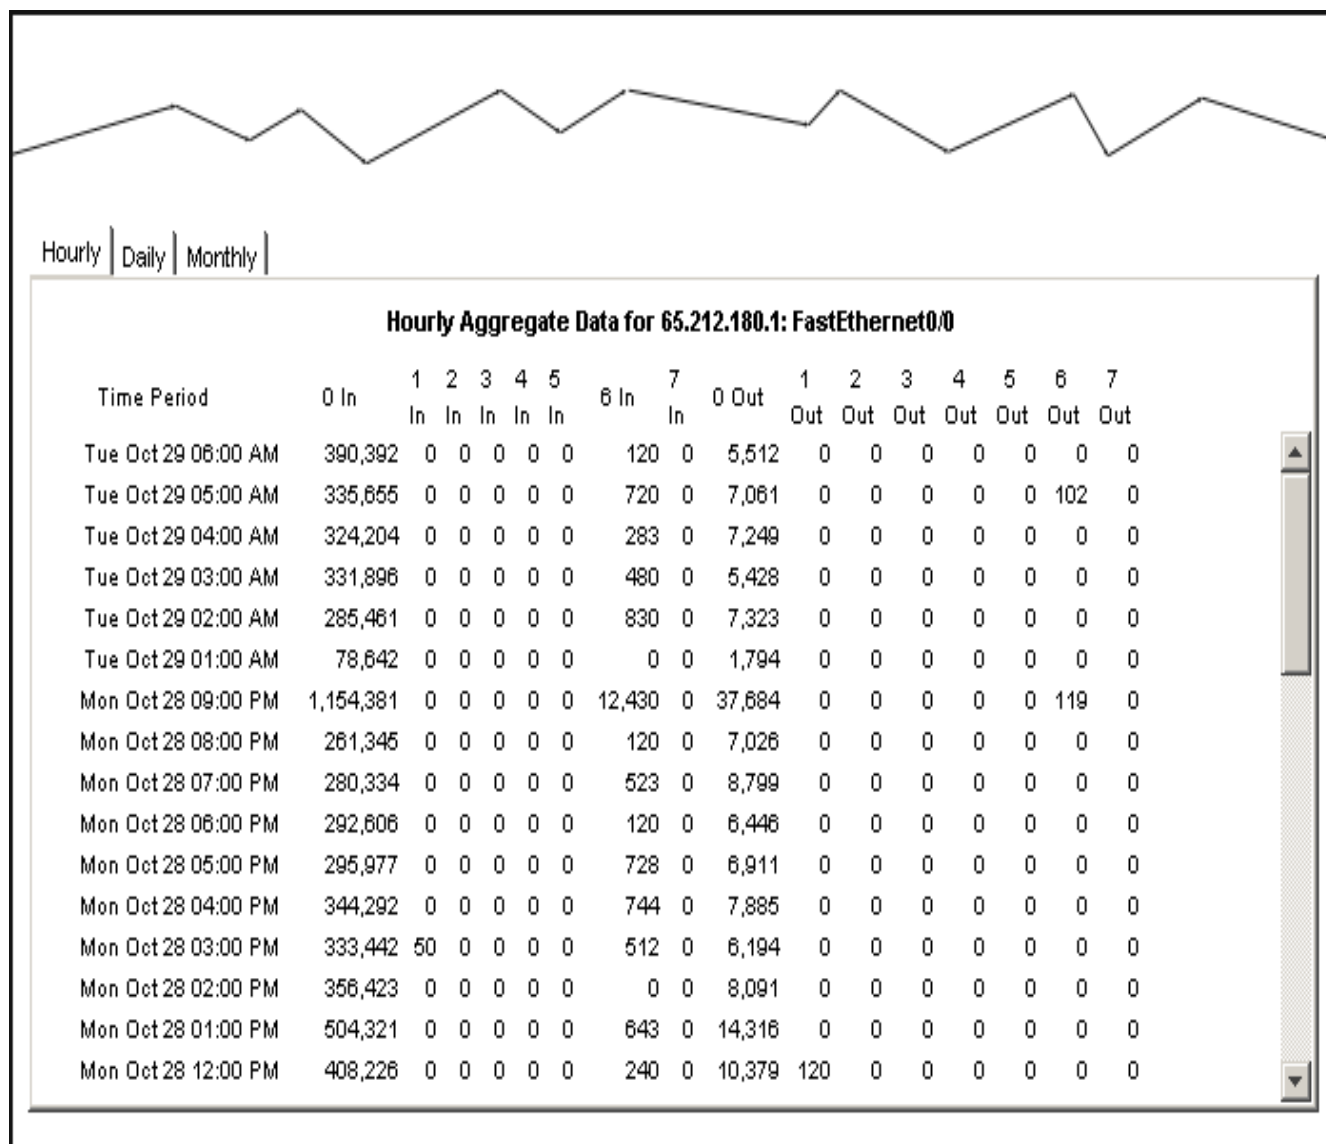 Hourly Daily Monthly
Hourly Aggregate Data for 65.212.180.1: FastEthernet0/0
Time Period 0 In 1 In 2 In 3 In 4 In 5 In 6 In 7 In 0 Out 1 Out 2 Out 3 Out 4 Out 5 Out 6 Out 7 Out
Tue Oct 29 06:00 AM 390,392 0 0 0 0 0 120 0 5,512 0 0 0 0 0 0 0
Tue Oct 29 05:00 AM 335,655 0 0 0 0 0 720 0 7,061 0 0 0 0 0 102 0
Tue Oct 29 04:00 AM 324,204 0 0 0 0 0 283 0 7,249 0 0 0 0 0 0 0
Tue Oct 29 03:00 AM 331,896 0 0 0 0 0 480 0 5,428 0 0 0 0 0 0 0
Tue Oct 29 02:00 AM 285,461 0 0 0 0 0 830 0 7,323 0 0 0 0 0 0 0
Tue Oct 29 01:00 AM 78,642 0 0 0 0 0 0 0 1,794 0 0 0 0 0 0 0
Mon Oct 28 09:00 PM 1,154,381 0 0 0 0 0 12,430 0 37,684 0 0 0 0 0 119 0
Mon Oct 28 08:00 PM 261,345 0 0 0 0 0 120 0 7,026 0 0 0 0 0 0 0
Mon Oct 28 07:00 PM 280,334 0 0 0 0 0 523 0 8,799 0 0 0 0 0 0 0
Mon Oct 28 06:00 PM 292,606 0 0 0 0 0 120 0 6,446 0 0 0 0 0 0 0
Mon Oct 28 05:00 PM 295,977 0 0 0 0 0 728 0 6,911 0 0 0 0 0 0 0
Mon Oct 28 04:00 PM 344,292 0 0 0 0 0 744 0 7,885 0 0 0 0 0 0 0
Mon Oct 28 03:00 PM 333,442 50 0 0 0 0 512 0 6,194 0 0 0 0 0 0 0
Mon Oct 28 02:00 PM 356,423 0 0 0 0 0 0 0 8,091 0 0 0 0 0 0 0
Mon Oct 28 01:00 PM 504,321 0 0 0 0 0 643 0 14,316 0 0 0 0 0 0 0
Mon Oct 28 12:00 PM 408,226 0 0 0 0 0 240 0 10,379 120 0 0 0 0 0 0